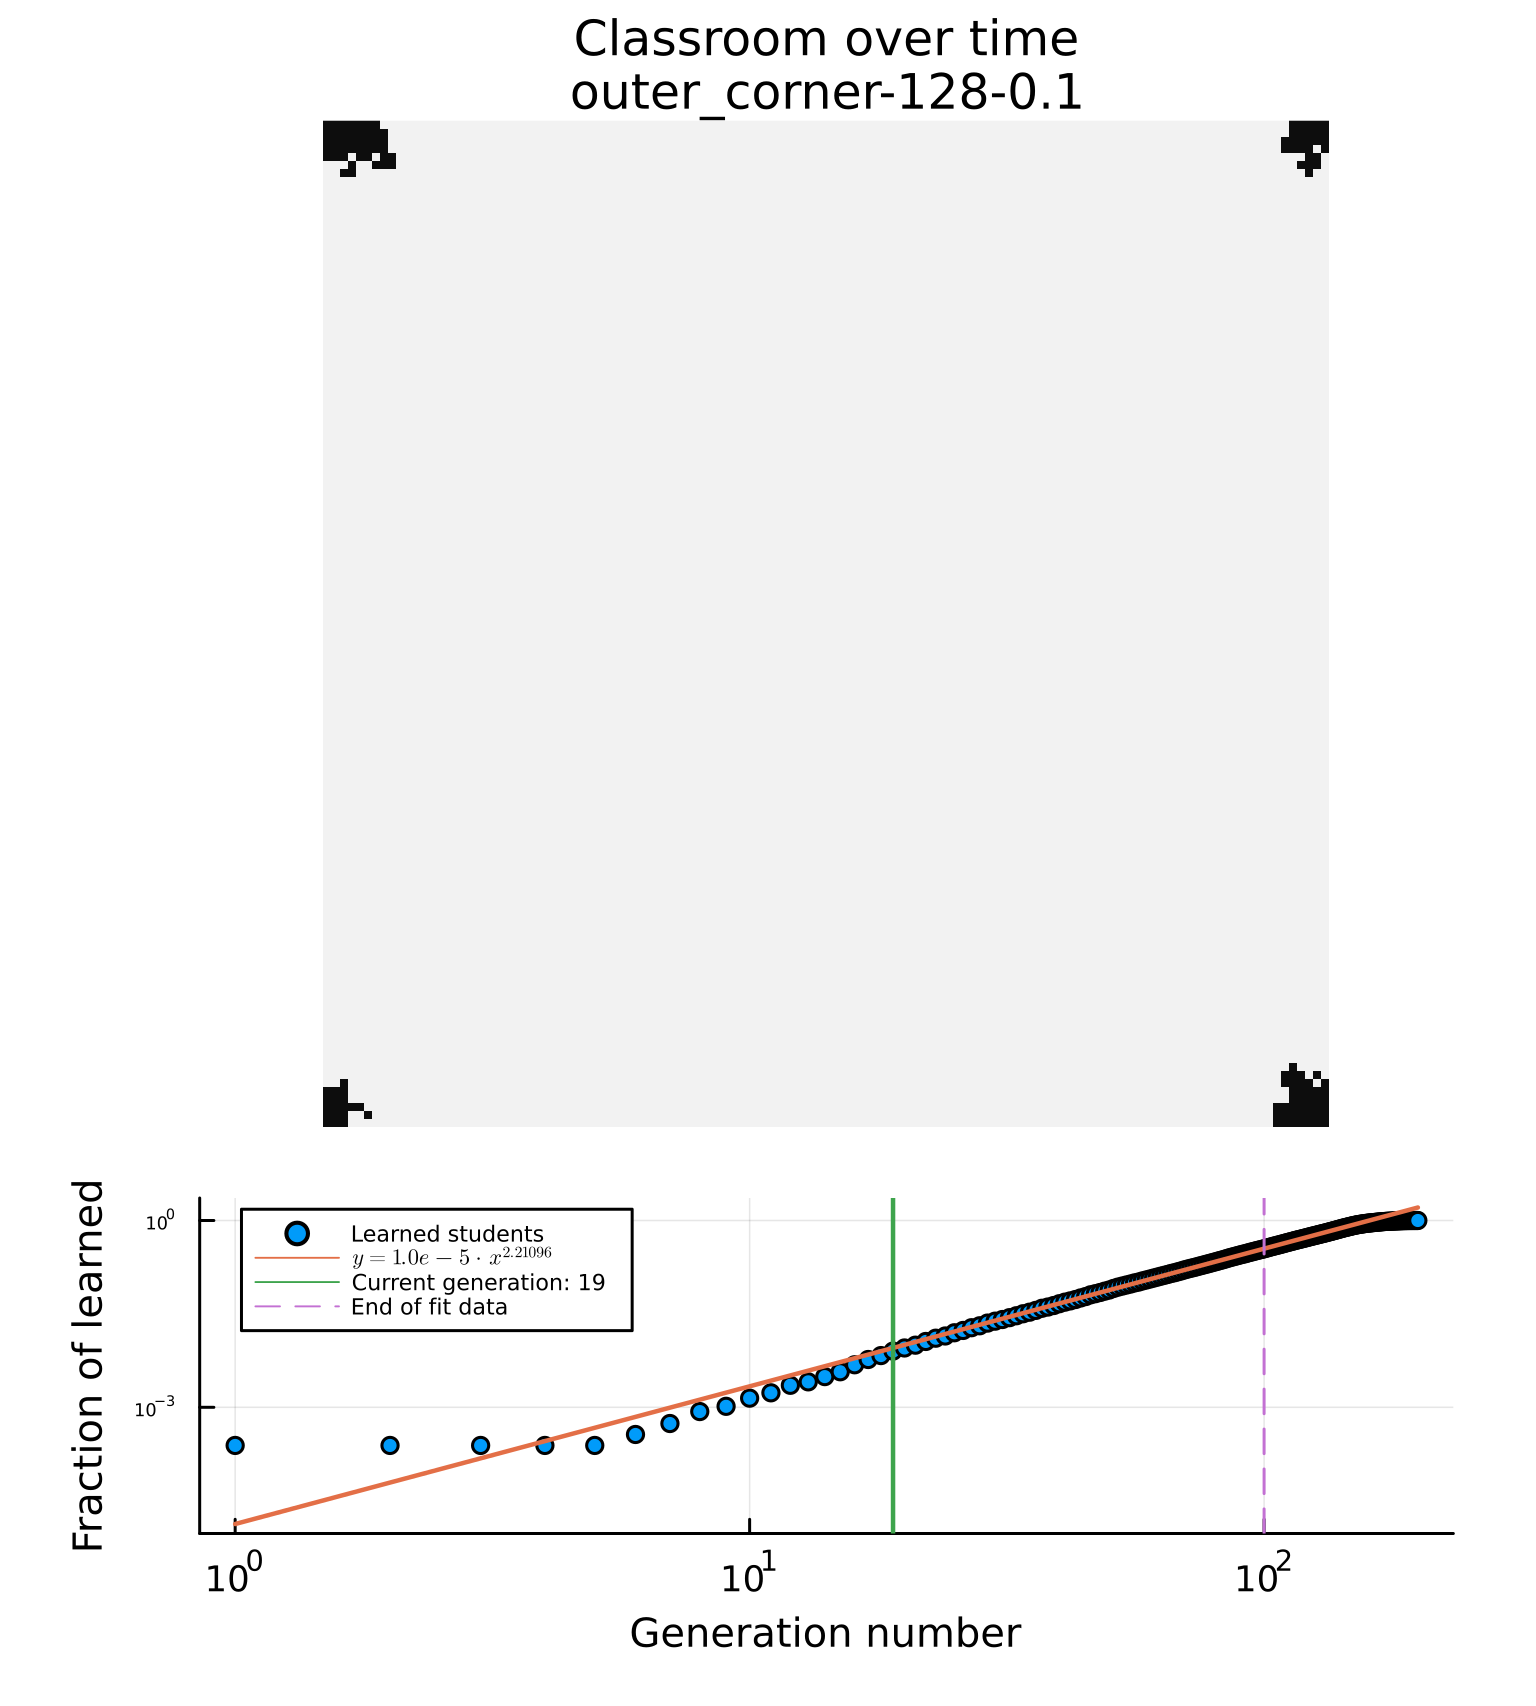 Classroom over time
outer_corner-128-0.1
Fraction of learned
10^0
10^-3
Learned students
y = 1.0e − 5 · x^2.21096
Current generation: 19
End of fit data
10^0 10^1 10^2
Generation number